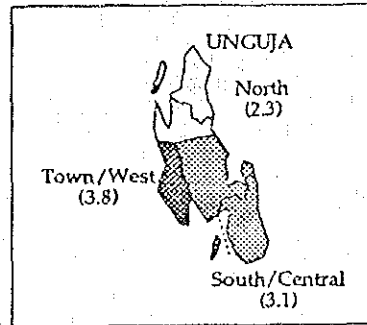 UNGUJA
North
(2.3)
Town/West
(3.8)
South/Central
(3.1)